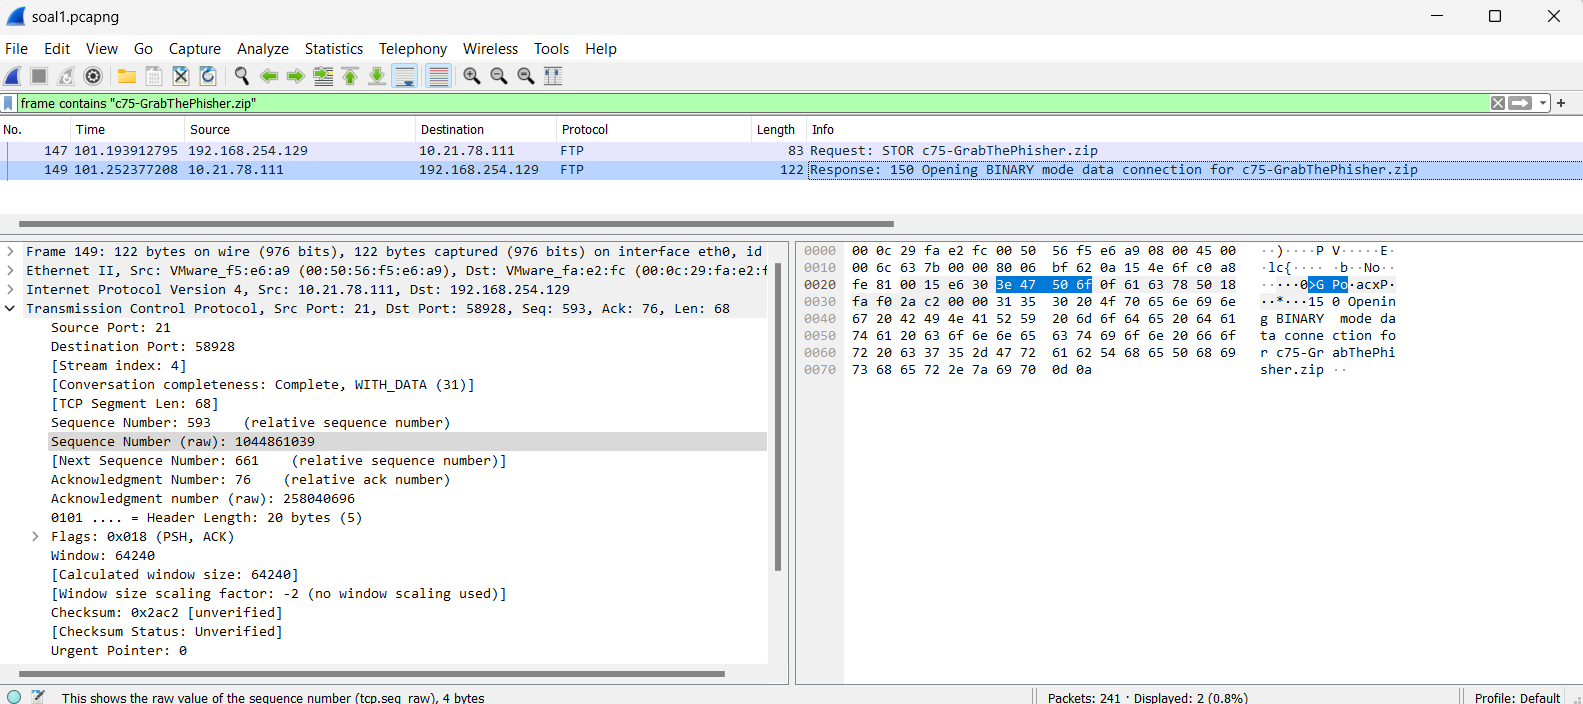 soal1.pcapng
File Edit View Go Capture Analyze Statistics Telephony Wireless Tools Help
frame contains "c75-GrabThePhisher.zip"
No. Time Source Destination Protocol Length Info
147 101.193912795 192.168.254.129 10.21.78.111 FTP 83 Request: STOR c75-GrabThePhisher.zip
149 101.252377208 10.21.78.111 192.168.254.129 FTP 122 Response: 150 Opening BINARY mode data connection for c75-GrabThePhisher.zip
Frame 149: 122 bytes on wire (976 bits), 122 bytes captured (976 bits) on interface eth0, id
Ethernet II, Src: VMware_f5:e6:a9 (00:50:56:f5:e6:a9), Dst: VMware_fa:e2:fc (00:0c:29:fa:e2:f
Internet Protocol Version 4, Src: 10.21.78.111, Dst: 192.168.254.129
Transmission Control Protocol, Src Port: 21, Dst Port: 58928, Seq: 593, Ack: 76, Len: 68
Source Port: 21
Destination Port: 58928
[Stream index: 4]
[Conversation completeness: Complete, WITH_DATA (31)]
[TCP Segment Len: 68]
Sequence Number: 593 (relative sequence number)
Sequence Number (raw): 1044861039
[Next Sequence Number: 661 (relative sequence number)]
Acknowledgment Number: 76 (relative ack number)
Acknowledgment number (raw): 258040696
0101 .... = Header Length: 20 bytes (5)
Flags: 0x018 (PSH, ACK)
Window: 64240
[Calculated window size: 64240]
[Window size scaling factor: -2 (no window scaling used)]
Checksum: 0x2ac2 [unverified]
[Checksum Status: Unverified]
Urgent Pointer: 0
0000 00 0c 29 fa e2 fc 00 50 56 f5 e6 a9 08 00 45 00 ··)····P V·····E·
0010 00 6c 63 7b 00 00 80 06 bf 62 0a 15 4e 6f c0 a8 ·lc{···· ·b··No··
0020 fe 81 00 15 e6 30 3e 47 50 6f 0f 61 63 78 50 18 ·····0>G Po·acxP·
0030 fa f0 2a c2 00 00 31 35 30 20 4f 70 65 6e 69 6e ··*···15 0 Openin
0040 67 20 42 49 4e 41 52 59 20 6d 6f 64 65 20 64 61 g BINARY mode da
0050 74 61 20 63 6f 6e 6e 65 63 74 69 6f 6e 20 66 6f ta conne ction fo
0060 72 20 63 37 35 2d 47 72 61 62 54 68 65 50 68 69 r c75-Gr abThePhi
0070 73 68 65 72 2e 7a 69 70 0d 0a sher.zip ··
This shows the raw value of the sequence number (tcp.seq_raw), 4 bytes
Packets: 241 · Displayed: 2 (0.8%)
Profile: Default